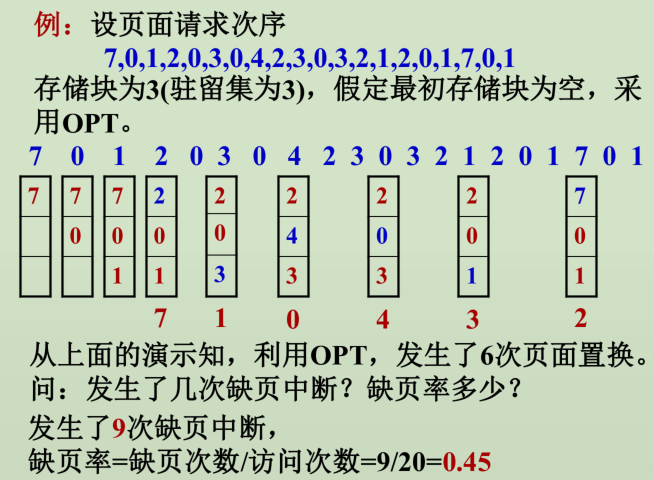 例：设页面请求次序
7,0,1,2,0,3,0,4,2,3,0,3,2,1,2,0,1,7,0,1
存储块为3(驻留集为3)，假定最初存储块为空，采
用OPT。
7 0 1 2 0 3 0 4 2 3 0 3 2 1 2 0 1 7 0 1
7 7 7 2 2 2 2 2 7
0 0 0 0 4 0 0 0
1 1 3 3 3 1 1
7 1 0 4 3 2
从上面的演示知，利用OPT，发生了6次页面置换。
问：发生了几次缺页中断？缺页率多少？
发生了9次缺页中断，
缺页率=缺页次数/访问次数=9/20=0.45